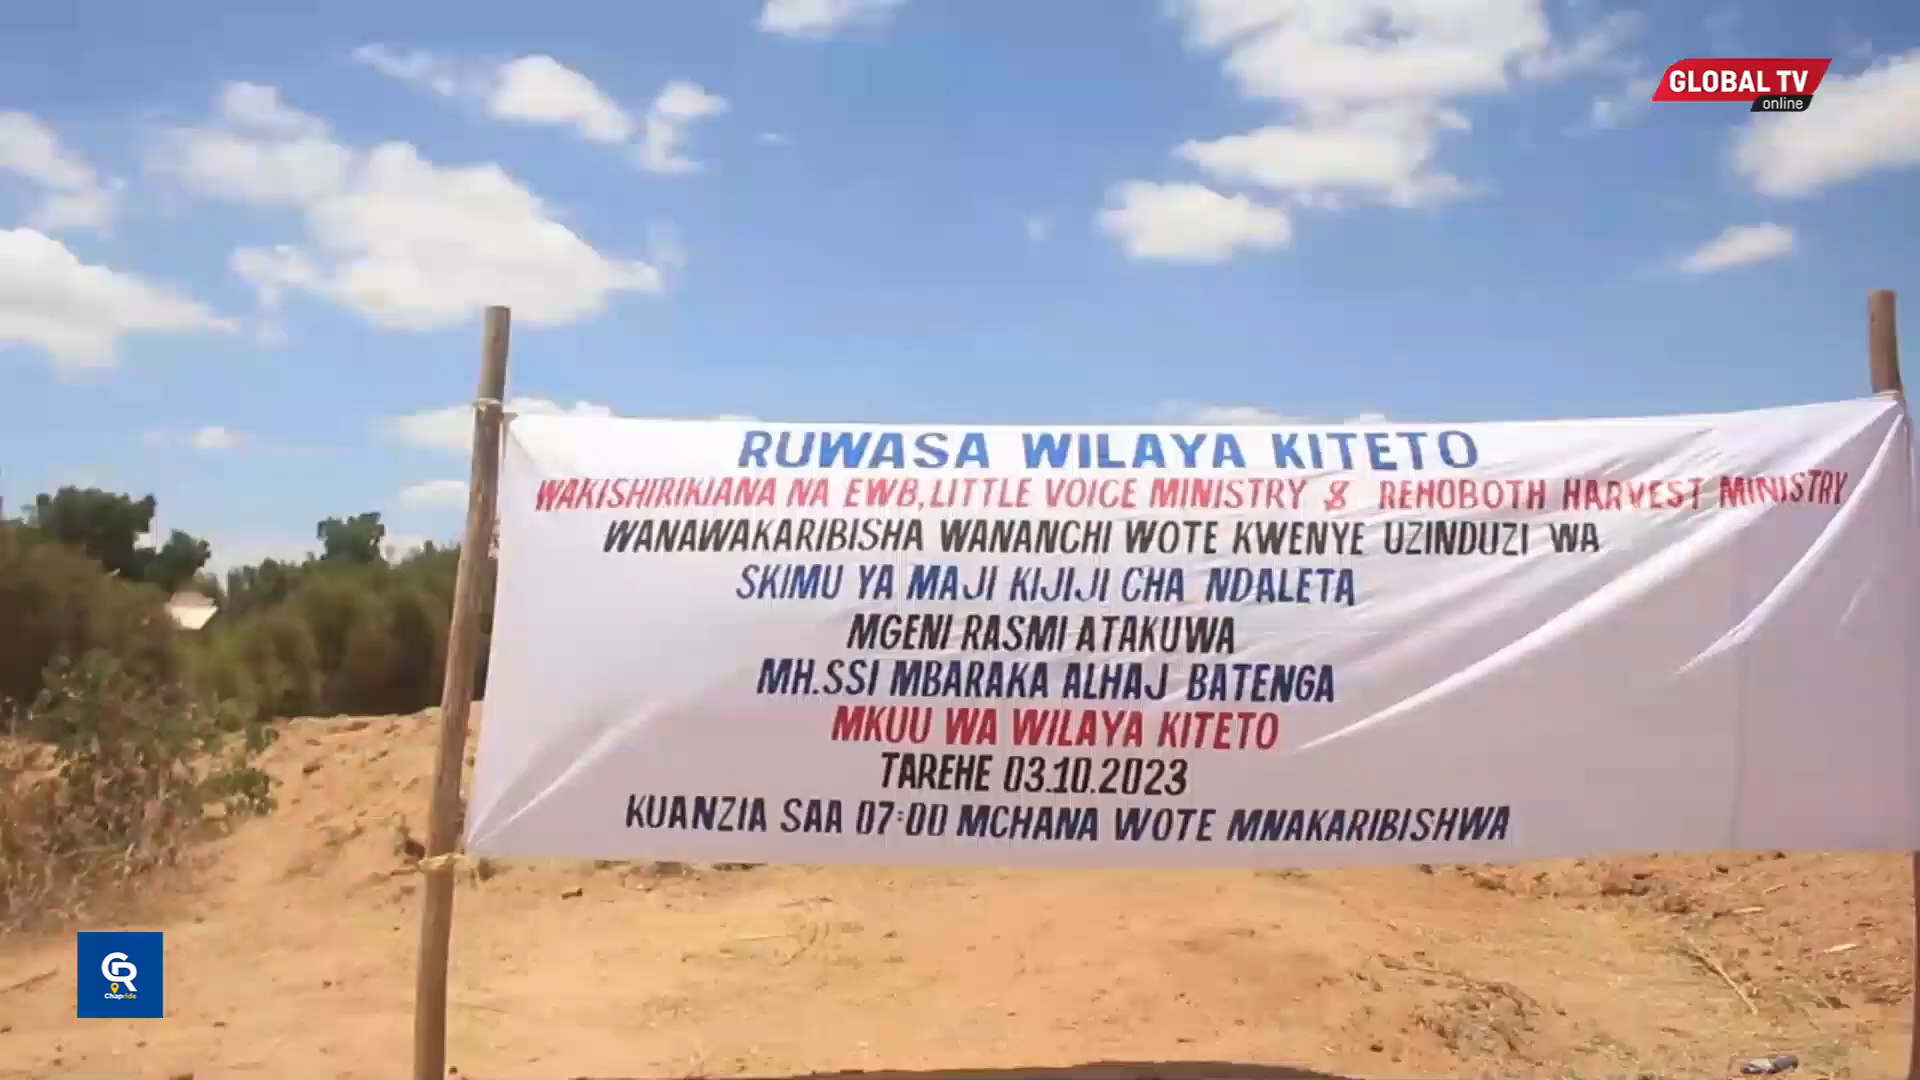 GLOBAL TV
online
RUWASA WILAYA KITETO
WAKISHIRIKIANA NA EWB, LITTLE VOICE MINISTRY & REHOBOTH HARVEST MINISTRY
WANAWAKARIBISHA WANANCHI WOTE KWENYE UZINDUZI WA
SKIMU YA MAJI KIJIJI CHA NDALETA
MGENI RASMI ATAKUWA
MH.SSI MBARAKA ALHAJ BATENGA
MKUU WA WILAYA KITETO
TAREHE 03.10.2023
KUANZIA SAA 07:00 MCHANA WOTE MNAKARIBISHWA
CR
Chapride